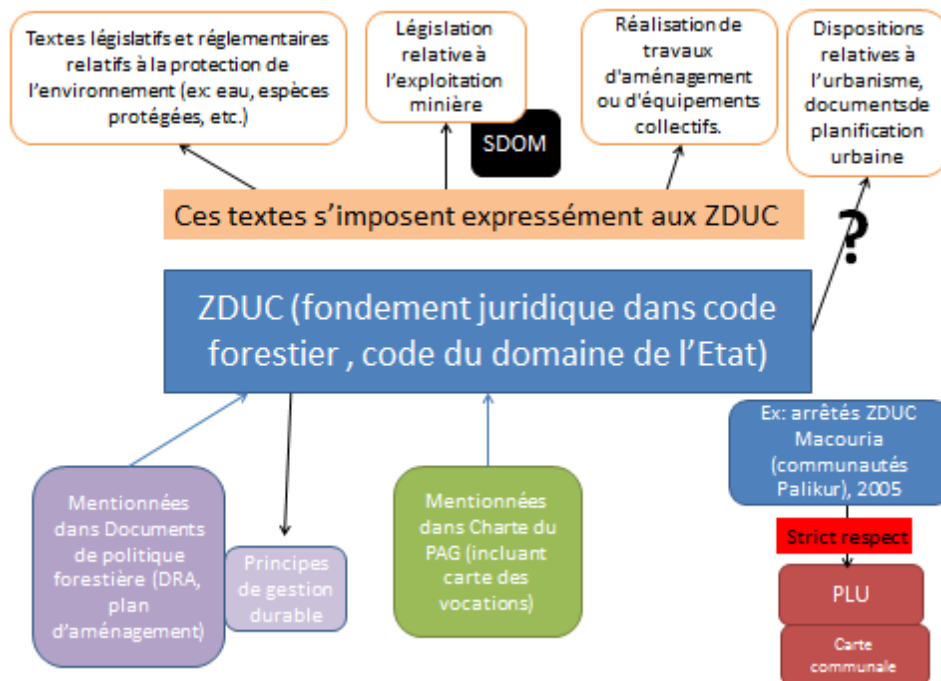 Textes législatifs et réglementaires
relatifs à la protection de
l'environnement (ex: eau, espèces
protégées, etc.)
Législation
relative à
l'exploitation
minière
SDOM
Réalisation de
travaux
d'aménagement
ou d'équipements
collectifs.
Dispositions
relatives à
l'urbanisme,
documentsde
planification
urbaine
Ces textes s'imposent expressément aux ZDUC
?
ZDUC (fondement juridique dans code
forestier , code du domaine de l'Etat)
Mentionnées
dans Documents
de politique
forestière (DRA,
plan
d'aménagement)
Principes
de gestion
durable
Mentionnées
dans Charte du
PAG (incluant
carte des
vocations)
Ex: arrêtés ZDUC
Macouria
(communautés
Palikur), 2005
Strict respect
PLU
Carte
communale